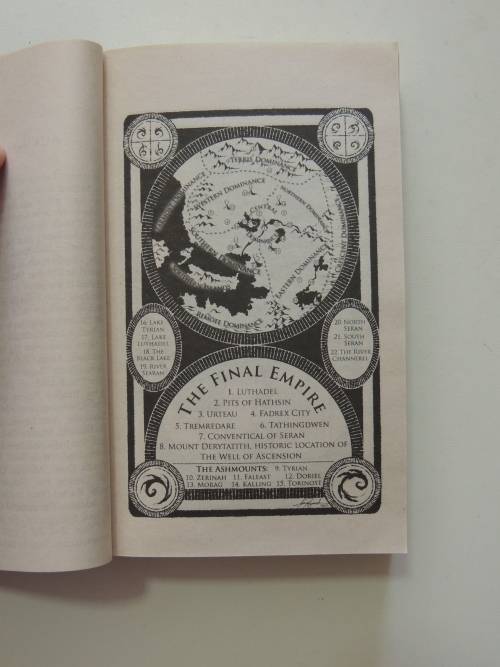 Terris Dominance
Western Dominance
Northern Dominance
Central
Dominance
Eastern Dominance
Remote Dominance
16. Lake
Tyrian
17. Lake
Luthadel
18. The
Black Lake
19. River
20. North
Seran
21. South
Seran
22. The River
Channerel
The Final Empire
1. Luthadel
2. Pits of Hathsin
3. Urteau 4. Fadrex City
5. Tremredare 6. Tathingdwen
7. Conventical of Seran
8. Mount Derytatith, Historic Location of
The Well of Ascension
The Ashmounts: 9. Tyrian
10. Zerinah 11. Faleast 12. Doriel
13. Morag 14. Kalling 15. Torinost